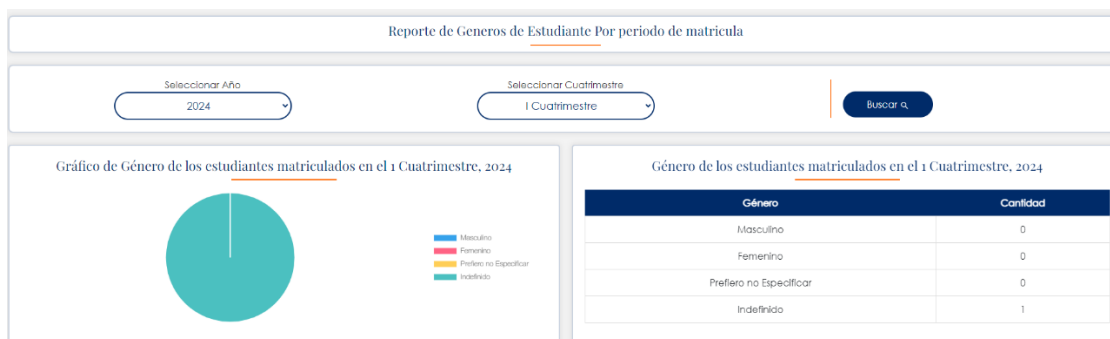 Reporte de Generos de Estudiante Por periodo de matricula
Seleccionar Año
2024
Seleccionar Cuatrimestre
I Cuatrimestre
Buscar
Gráfico de Género de los estudiantes matriculados en el 1 Cuatrimestre, 2024
Masculino
Femenino
Prefiero no Especificar
Indefinido
Género de los estudiantes matriculados en el 1 Cuatrimestre, 2024
Género Cantidad
Masculino 0
Femenino 0
Prefiero no Especificar 0
Indefinido 1